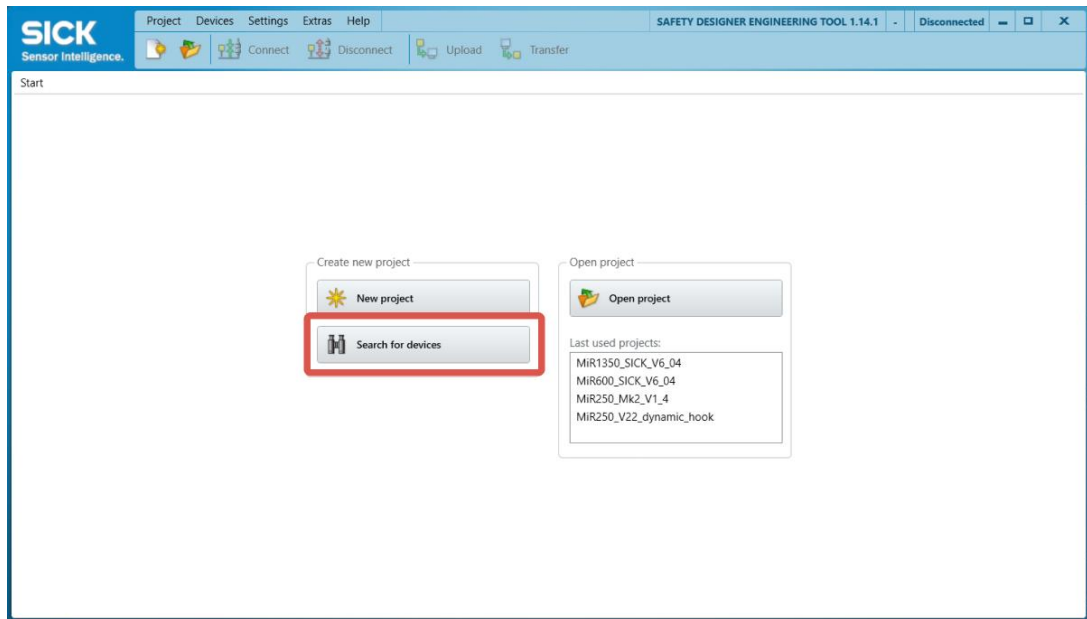 SICK
Sensor Intelligence.
Project Devices Settings Extras Help
SAFETY DESIGNER ENGINEERING TOOL 1.14.1 - Disconnected
Connect Disconnect Upload Transfer
Start
Create new project
New project
Search for devices
Open project
Open project
Last used projects:
MiR1350_SICK_V6_04
MiR600_SICK_V6_04
MiR250_Mk2_V1_4
MiR250_V22_dynamic_hook